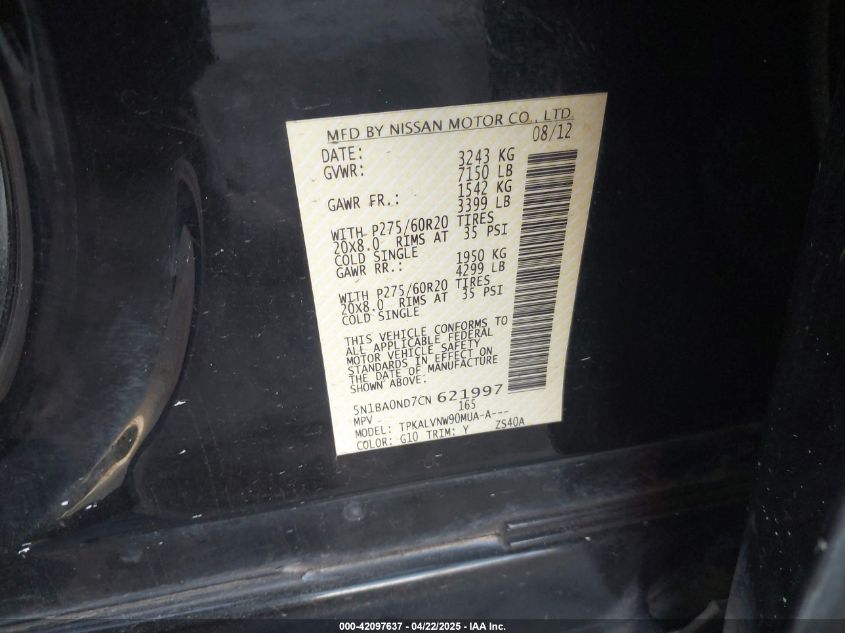 MFD BY NISSAN MOTOR CO., LTD.
DATE: 08/12
GVWR: 3243 KG
7150 LB
GAWR FR.: 1542 KG
3399 LB
WITH P275/60R20 TIRES
20X8.0 RIMS AT 35 PSI
COLD SINGLE
GAWR RR.: 1950 KG
4299 LB
WITH P275/60R20 TIRES
20X8.0 RIMS AT 35 PSI
COLD SINGLE
THIS VEHICLE CONFORMS TO
ALL APPLICABLE FEDERAL
MOTOR VEHICLE SAFETY
STANDARDS IN EFFECT ON
THE DATE OF MANUFACTURE
SHOWN ABOVE:
5N1BA0ND7CN 621997
MPV 165
MODEL: TPKALVNW90MUA-A---
COLOR: G10 TRIM: Y ZS40A
000-42097637 - 04/22/2025 - IAA Inc.